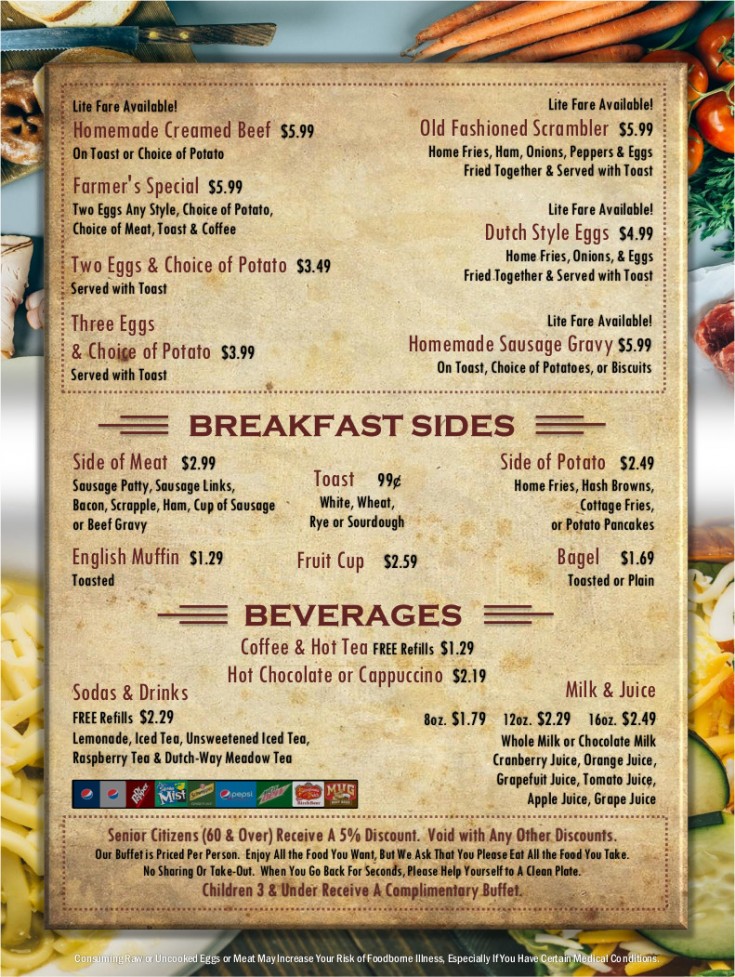 Lite Fare Available!
Homemade Creamed Beef $5.99
On Toast or Choice of Potato
Farmer's Special $5.99
Two Eggs Any Style, Choice of Potato,
Choice of Meat, Toast & Coffee
Two Eggs & Choice of Potato $3.49
Served with Toast
Three Eggs
& Choice of Potato $3.99
Served with Toast
Lite Fare Available!
Old Fashioned Scrambler $5.99
Home Fries, Ham, Onions, Peppers & Eggs
Fried Together & Served with Toast
Lite Fare Available!
Dutch Style Eggs $4.99
Home Fries, Onions, & Eggs
Fried Together & Served with Toast
Lite Fare Available!
Homemade Sausage Gravy $5.99
On Toast, Choice of Potatoes, or Biscuits
BREAKFAST SIDES
Side of Meat $2.99
Sausage Patty, Sausage Links,
Bacon, Scrapple, Ham, Cup of Sausage
or Beef Gravy
Toast 99¢
White, Wheat,
Rye or Sourdough
Side of Potato $2.49
Home Fries, Hash Browns,
Cottage Fries,
or Potato Pancakes
English Muffin $1.29
Toasted
Fruit Cup $2.59
Bagel $1.69
Toasted or Plain
BEVERAGES
Coffee & Hot Tea FREE Refills $1.29
Hot Chocolate or Cappuccino $2.19
Sodas & Drinks
FREE Refills $2.29
Lemonade, Iced Tea, Unsweetened Iced Tea,
Raspberry Tea & Dutch-Way Meadow Tea
Mist
pepsi
MUG
Milk & Juice
8oz. $1.79 12oz. $2.29 16oz. $2.49
Whole Milk or Chocolate Milk
Cranberry Juice, Orange Juice,
Grapefuit Juice, Tomato Juice,
Apple Juice, Grape Juice
Senior Citizens (60 & Over) Receive A 5% Discount. Void with Any Other Discounts.
Our Buffet is Priced Per Person. Enjoy All the Food You Want, But We Ask That You Please Eat All the Food You Take.
No Sharing Or Take-Out. When You Go Back For Seconds, Please Help Yourself to A Clean Plate.
Children 3 & Under Receive A Complimentary Buffet.
Consuming Raw or Uncooked Eggs or Meat May Increase Your Risk of Foodborne Illness, Especially If You Have Certain Medical Conditions.